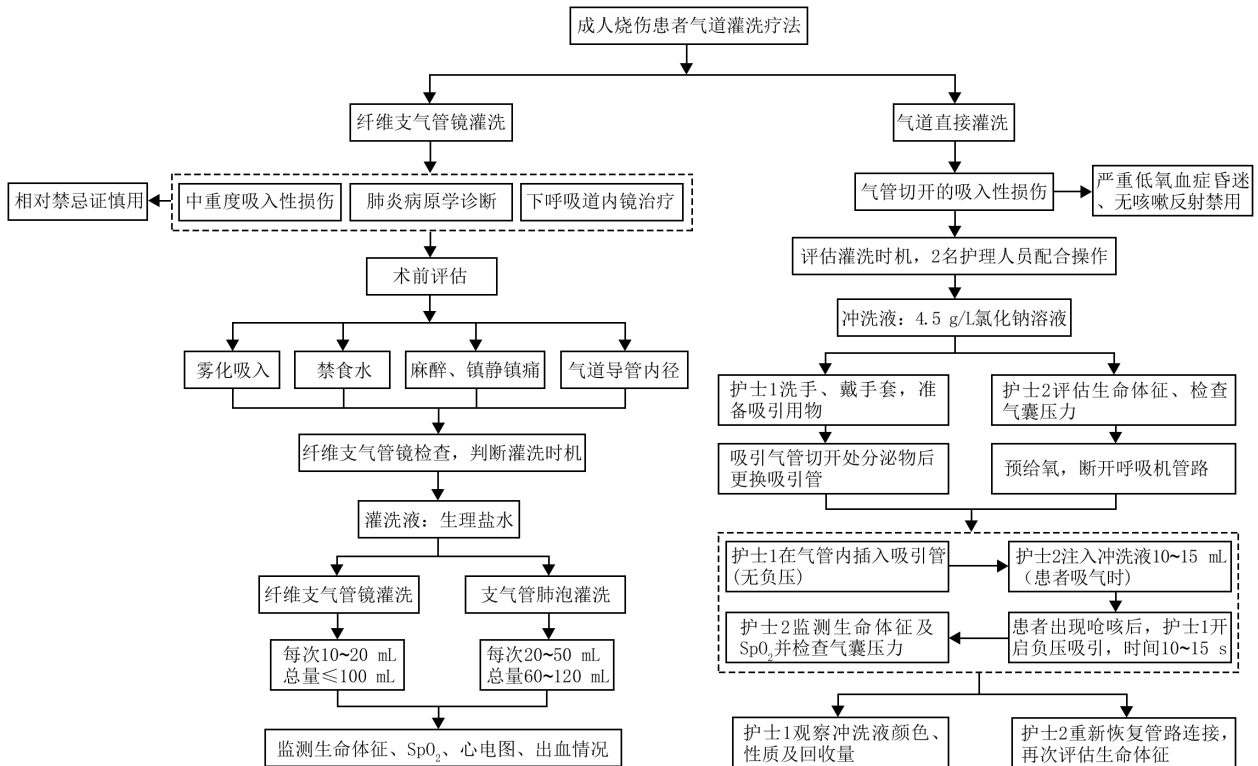 成人烧伤患者气道灌洗疗法
纤维支气管镜灌洗
相对禁忌证慎用
中重度吸入性损伤
肺炎病原学诊断
下呼吸道内镜治疗
术前评估
雾化吸入
禁食水
麻醉、镇静镇痛
气道导管内径
纤维支气管镜检查，判断灌洗时机
灌洗液：生理盐水
纤维支气管镜灌洗
支气管肺泡灌洗
每次10~20 mL
总量≤100 mL
每次20~50 mL
总量60~120 mL
监测生命体征、SpO₂、心电图、出血情况
气道直接灌洗
气管切开的吸入性损伤
严重低氧血症昏迷
、无咳嗽反射禁用
评估灌洗时机，2名护理人员配合操作
冲洗液：4.5 g/L氯化钠溶液
护士1洗手、戴手套，准
备吸引用物
护士2评估生命体征、检查
气囊压力
吸引气管切开处分泌物后
更换吸引管
预给氧，断开呼吸机管路
护士1在气管内插入吸引管
(无负压)
护士2注入冲洗液10~15 mL
（患者吸气时）
护士2监测生命体征及
SpO₂并检查气囊压力
患者出现呛咳后，护士1开
启负压吸引，时间10~15 s
护士1观察冲洗液颜色、
性质及回收量
护士2重新恢复管路连接，
再次评估生命体征